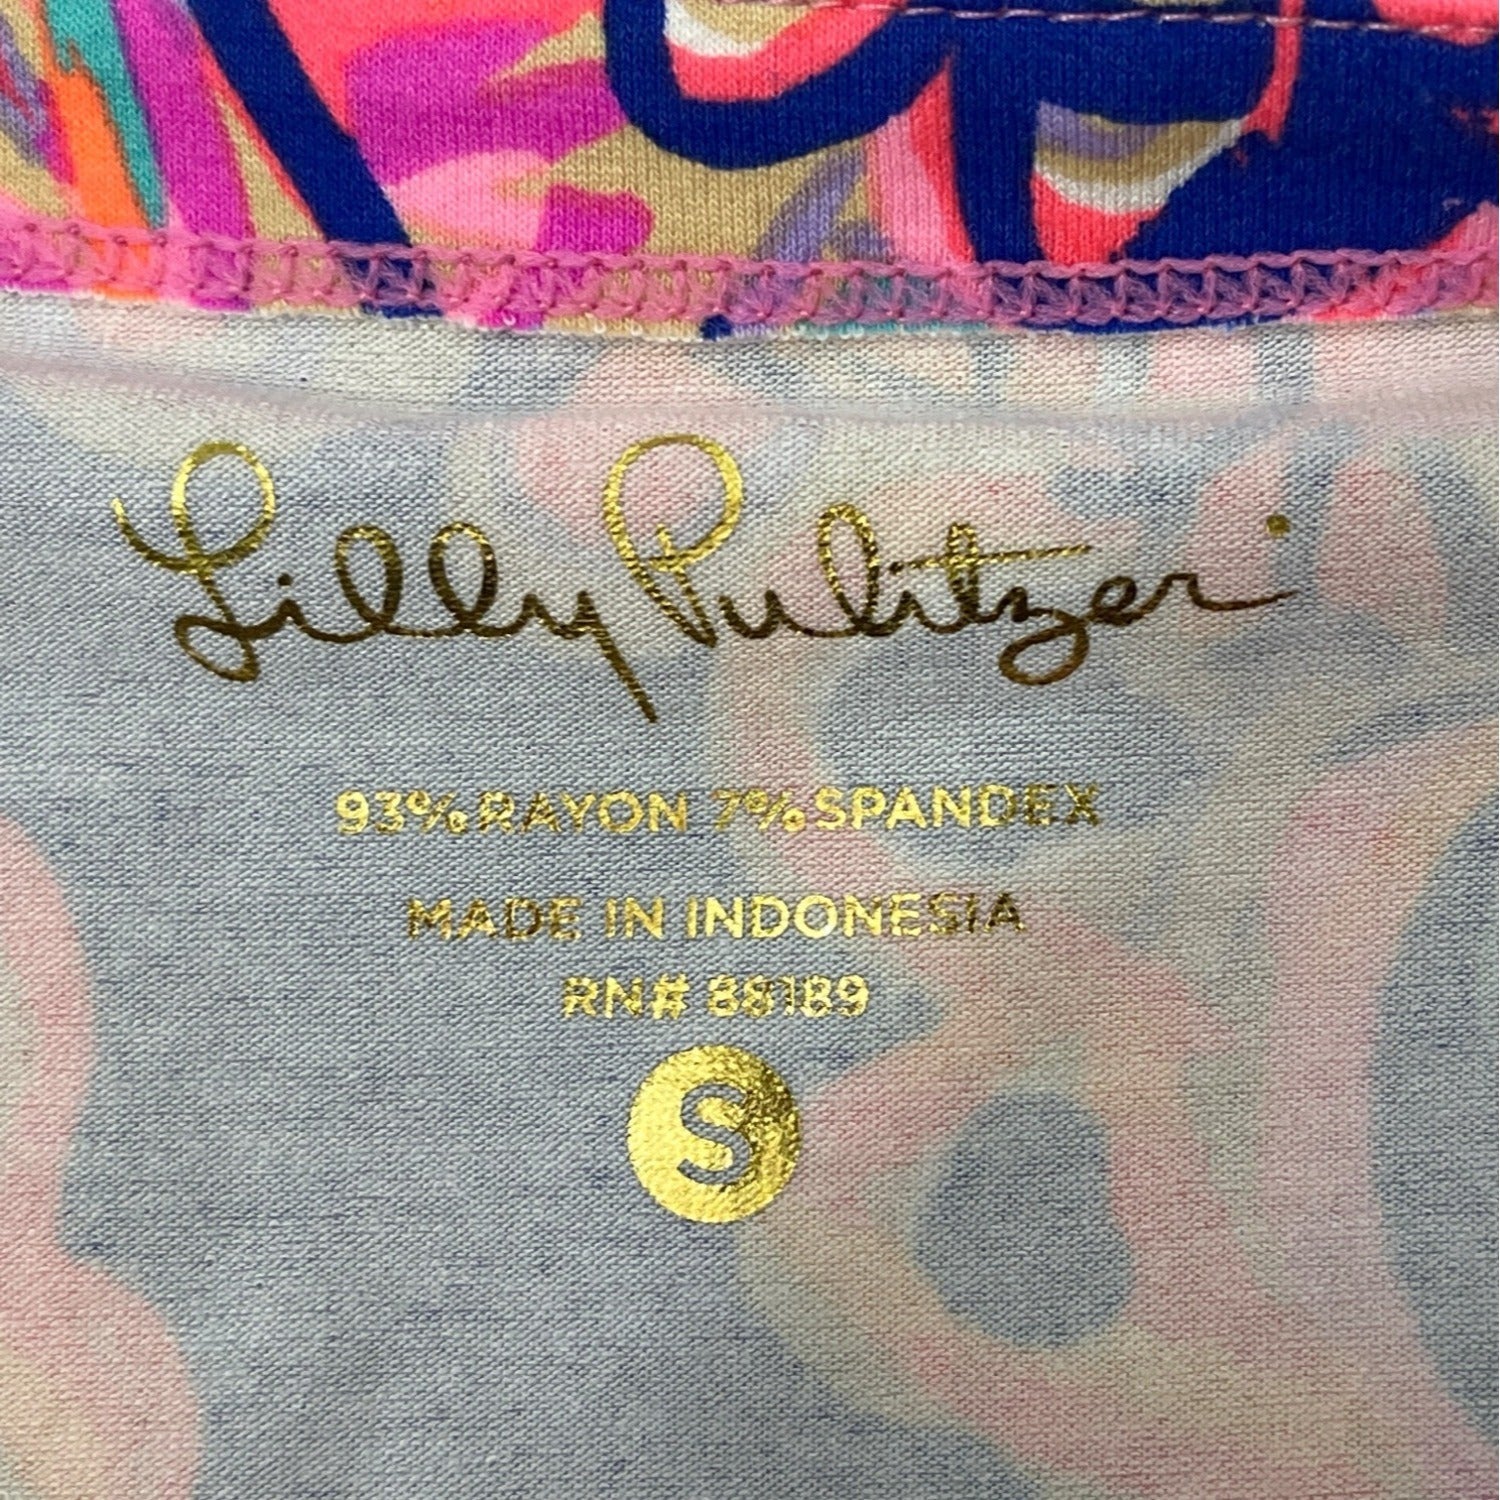 Lilly Pulitzer
93% RAYON 7% SPANDEX
MADE IN INDONESIA
RN# 88189
S